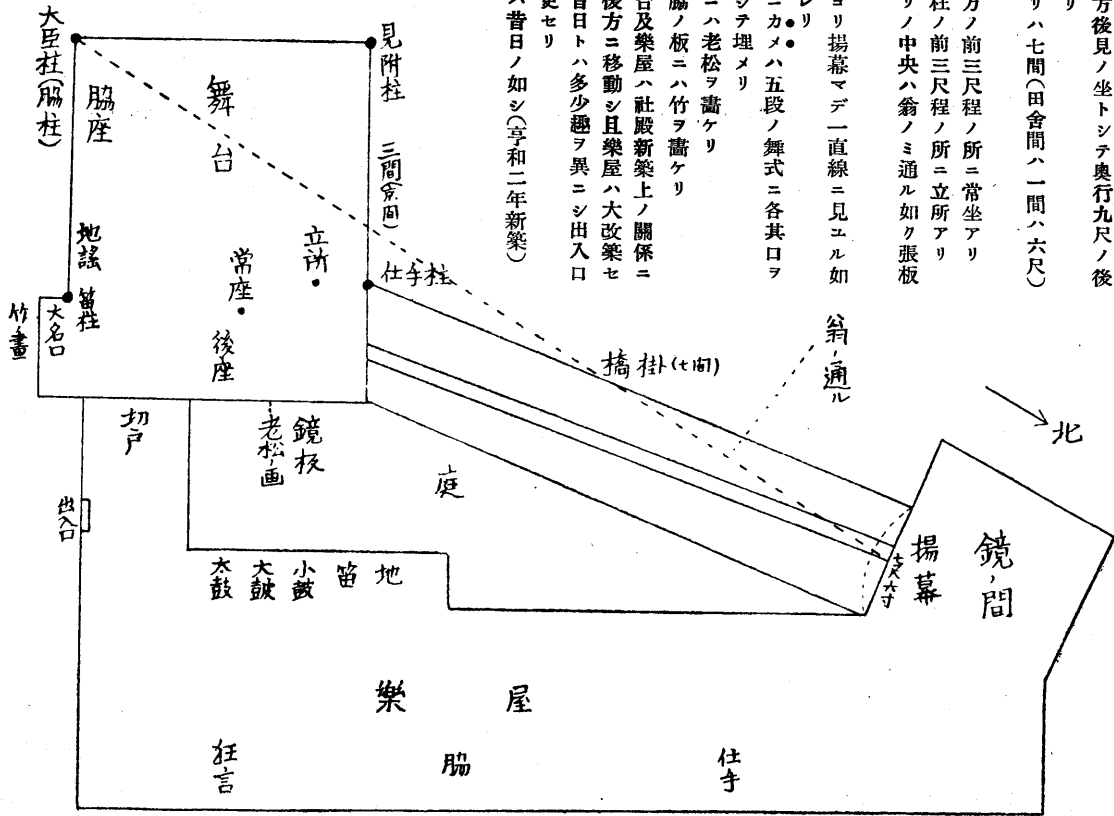 方後見ノ坐トシテ奧行九尺ノ後
リ
リハ七間(田舍間ハ一間ハ六尺)
方ノ前三尺程ノ所ニ常坐アリ
柱ノ前三尺程ノ所ニ立所アリ
リノ中央ハ翁ノミ通ル如ク張板
ヨリ揚幕マデ一直線ニ見ユル如
レリ
ニカメハ五段ノ舞式ニ各其口ヲ
シテ埋メリ
ニハ老松ヲ畵ケリ
脇ノ板ニハ竹ヲ畵ケリ
台及樂屋ハ社殿新築上ノ關係ニ
後方ニ移動シ且樂屋ハ大改築セ
昔日トハ多少趣ヲ異ニシ出入口
更セリ
ハ昔日ノ如シ(享和二年新築)
見附柱
三間(京間)
大臣柱(脇柱)
脇座
舞台
立所
常座
後座
地謡
笛柱
大名口
竹ノ畫
仕手柱
橋掛(七間)
翁ノ通ル
北
切戸
出入口
鏡板
老松ノ画
庭
揚幕
七尺六寸
鏡ノ間
地
笛
小鼓
大鼓
太鼓
樂屋
仕手
脇
狂言